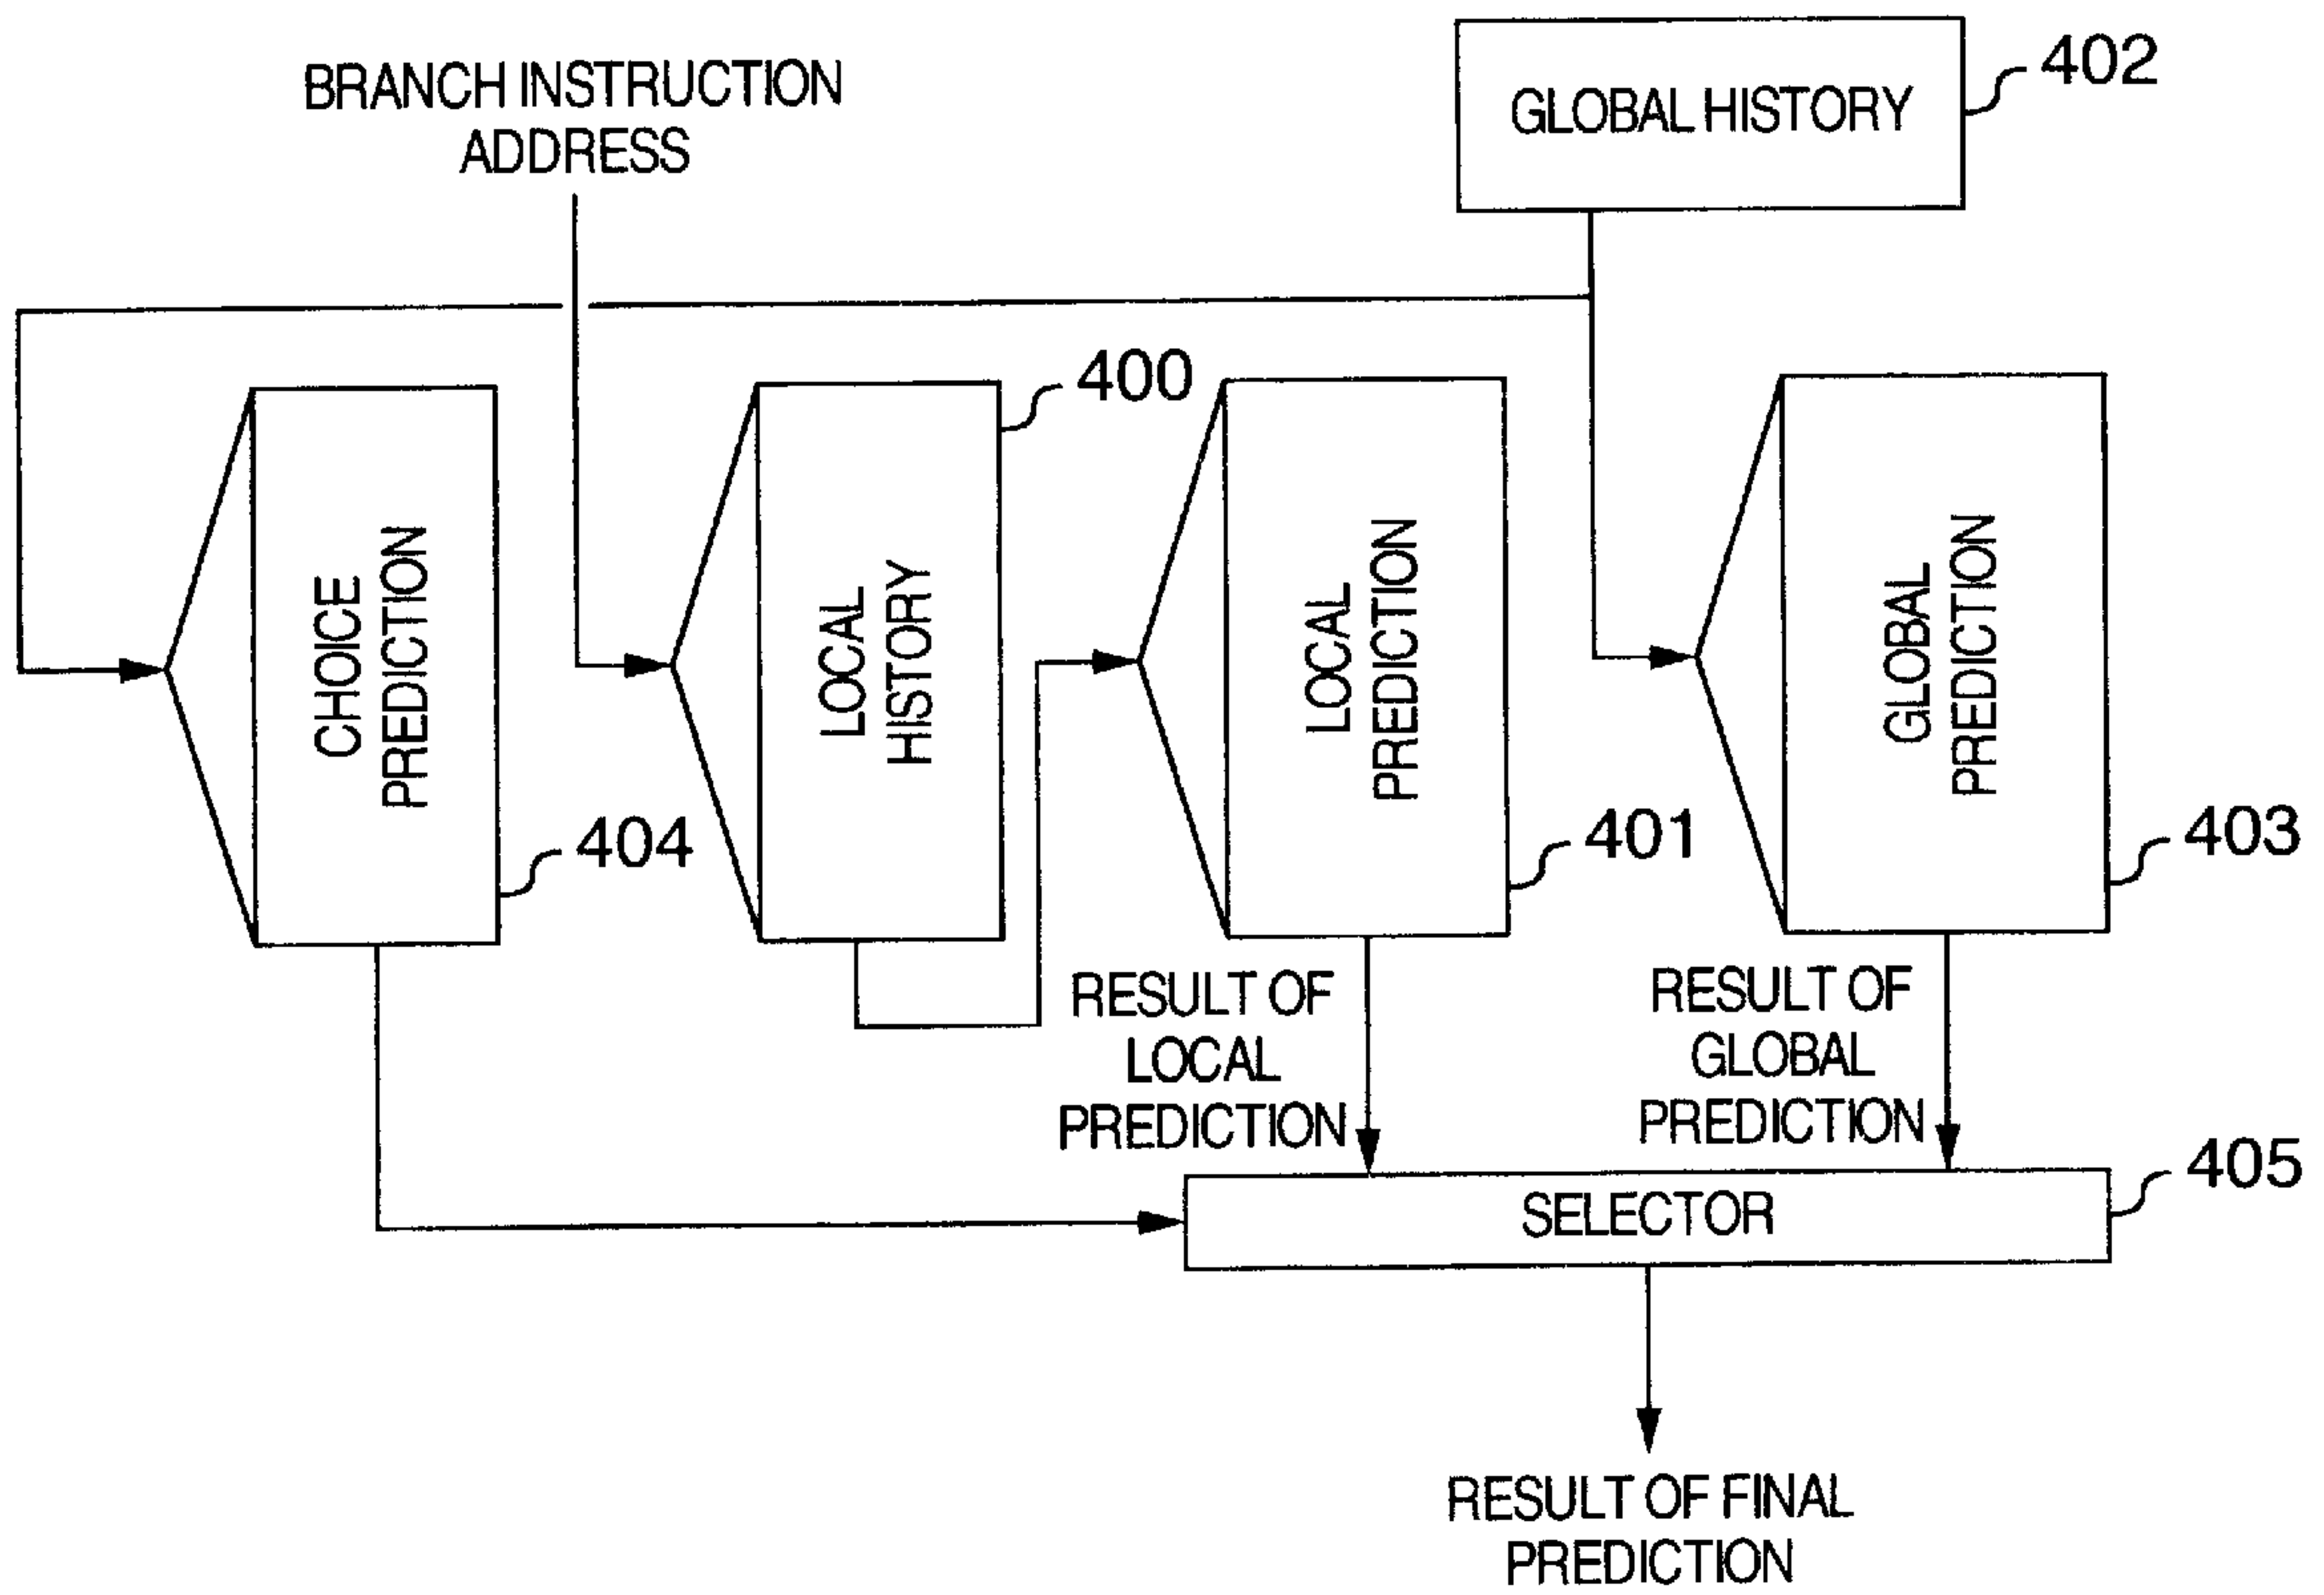 BRANCH INSTRUCTION
ADDRESS
GLOBAL HISTORY
402
400
CHOICE
PREDICTION
404
LOCAL
HISTORY
LOCAL
PREDICTION
401
GLOBAL
PREDICTION
403
RESULT OF
LOCAL
PREDICTION
RESULT OF
GLOBAL
PREDICTION
SELECTOR
405
RESULT OF FINAL
PREDICTION